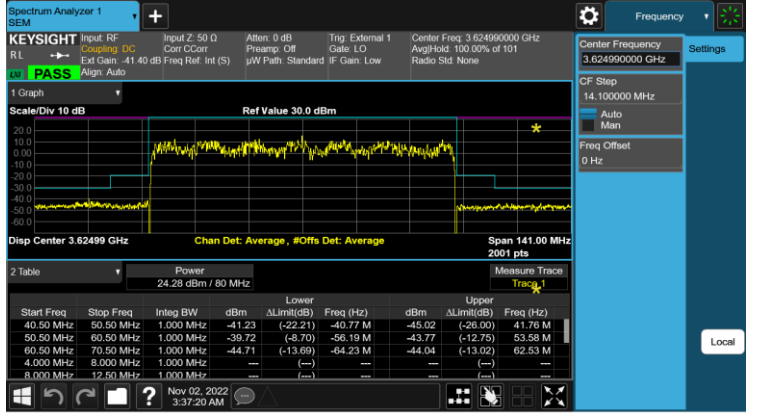 Spectrum Analyzer 1
SEM
Frequency
KEYSIGHT
RL
LXI
PASS
Input: RF
Coupling: DC
Ext Gain: -41.40 dB
Align: Auto
Input Z: 50 Ω
Corr CCorr
Freq Ref: Int (S)
Atten: 0 dB
Preamp: Off
µW Path: Standard
Trig: External 1
Gate: LO
IF Gain: Low
Center Freq: 3.624990000 GHz
Avg|Hold: 100.00% of 101
Radio Std: None
Center Frequency
3.624990000 GHz
Settings
CF Step
14.100000 MHz
Auto
Man
Freq Offset
0 Hz
Local
1 Graph
Scale/Div 10 dB
Ref Value 30.0 dBm
20.0
10.0
0.00
-10.0
-20.0
-30.0
-40.0
-50.0
-60.0
Disp Center 3.62499 GHz
Chan Det: Average, #Offs Det: Average
Span 141.00 MHz
2001 pts
2 Table
Power
24.28 dBm / 80 MHz
Measure Trace
Trace 1
Lower Upper
Start Freq Stop Freq Integ BW dBm ΔLimit(dB) Freq (Hz) dBm ΔLimit(dB) Freq (Hz)
40.50 MHz 50.50 MHz 1.000 MHz -41.23 (-22.21) -40.77 M -45.02 (-26.00) 41.76 M
50.50 MHz 60.50 MHz 1.000 MHz -39.72 (-8.70) -56.19 M -43.77 (-12.75) 53.58 M
60.50 MHz 70.50 MHz 1.000 MHz -44.71 (-13.69) -64.23 M -44.04 (-13.02) 62.53 M
4.000 MHz 8.000 MHz 1.000 MHz --- (---) --- --- (---) ---
8.000 MHz 12.50 MHz 1.000 MHz --- (---) --- --- (---) ---
?
Nov 02, 2022
3:37:20 AM